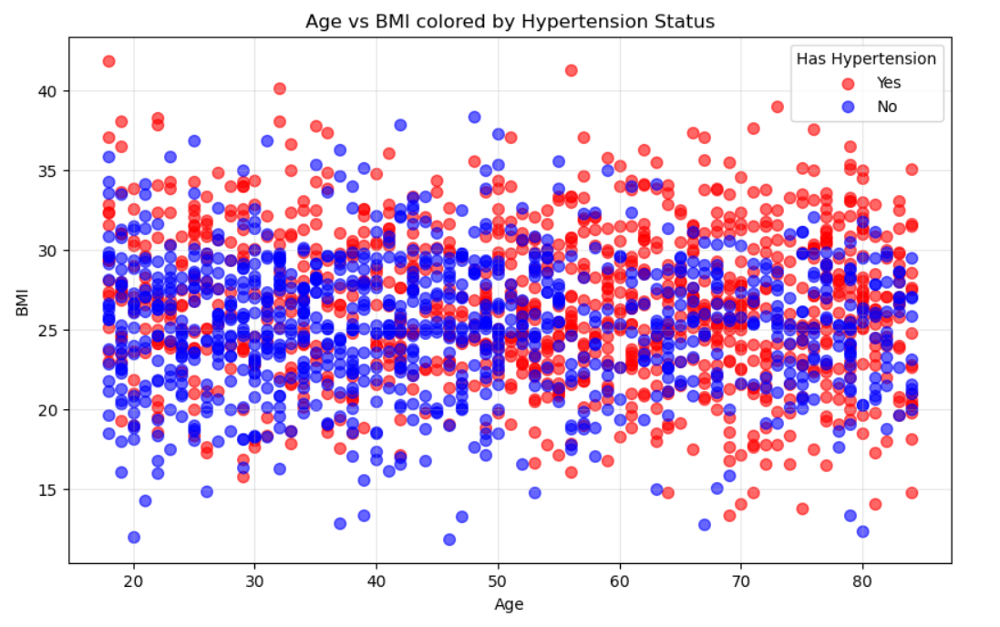 Age vs BMI colored by Hypertension Status
Has Hypertension
Yes
No
BMI
40
35
30
25
20
15
20 30 40 50 60 70 80
Age